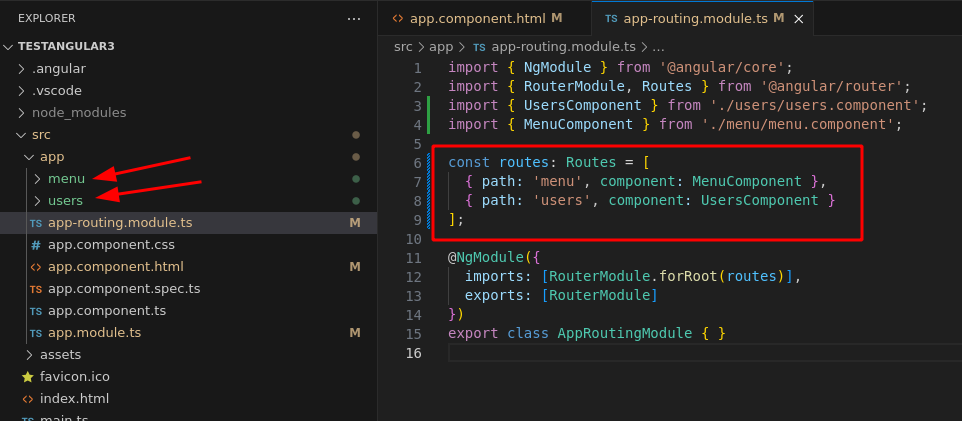 EXPLORER
TESTANGULAR3
.angular
.vscode
node_modules
src
app
menu
users
TS app-routing.module.ts M
# app.component.css
<> app.component.html M
TS app.component.spec.ts
TS app.component.ts
TS app.module.ts M
assets
favicon.ico
<> index.html
TS main.ts
<> app.component.html M
TS app-routing.module.ts M
src > app > TS app-routing.module.ts > ...
1 import { NgModule } from '@angular/core';
2 import { RouterModule, Routes } from '@angular/router';
3 import { UsersComponent } from './users/users.component';
4 import { MenuComponent } from './menu/menu.component';
5
6 const routes: Routes = [
7 { path: 'menu', component: MenuComponent },
8 { path: 'users', component: UsersComponent }
9 ];
10
11 @NgModule({
12 imports: [RouterModule.forRoot(routes)],
13 exports: [RouterModule]
14 })
15 export class AppRoutingModule { }
16